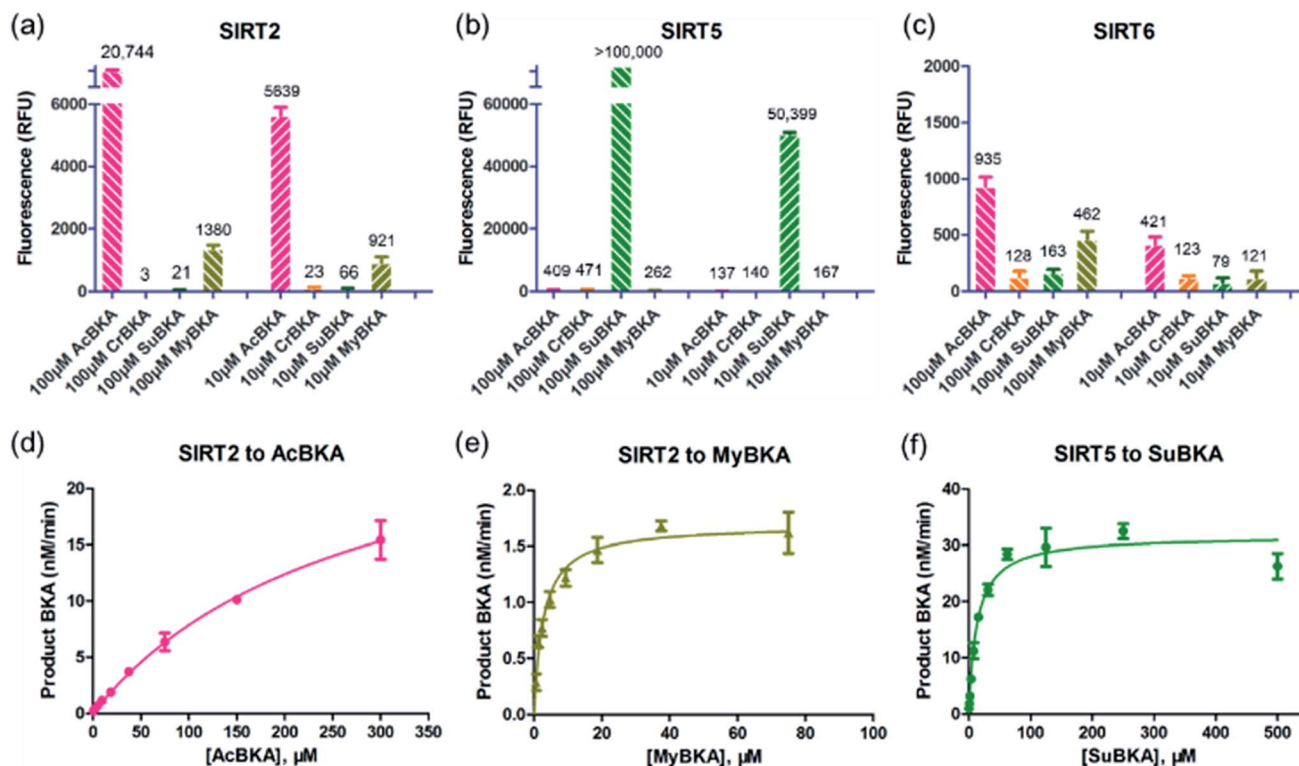 (a)
SIRT2
20,744
Fluorescence (RFU)
6000
4000
2000
0
3
21
1380
5639
23
66
921
100μM AcBKA
100μM CrBKA
100μM SuBKA
100μM MyBKA
10μM AcBKA
10μM CrBKA
10μM SuBKA
10μM MyBKA
(b)
SIRT5
>100,000
Fluorescence (RFU)
60000
40000
20000
0
409
471
262
137
140
50,399
167
100μM AcBKA
100μM CrBKA
100μM SuBKA
100μM MyBKA
10μM AcBKA
10μM CrBKA
10μM SuBKA
10μM MyBKA
(c)
SIRT6
Fluorescence (RFU)
2000
1500
1000
500
0
935
128
163
462
421
123
79
121
100μM AcBKA
100μM CrBKA
100μM SuBKA
100μM MyBKA
10μM AcBKA
10μM CrBKA
10μM SuBKA
10μM MyBKA
(d)
SIRT2 to AcBKA
Product BKA (nM/min)
20
15
10
5
0
0 50 100 150 200 250 300 350
[AcBKA], μM
(e)
SIRT2 to MyBKA
Product BKA (nM/min)
2.0
1.5
1.0
0.5
0.0
0 20 40 60 80 100
[MyBKA], μM
(f)
SIRT5 to SuBKA
Product BKA (nM/min)
40
30
20
10
0
0 100 200 300 400 500
[SuBKA], μM